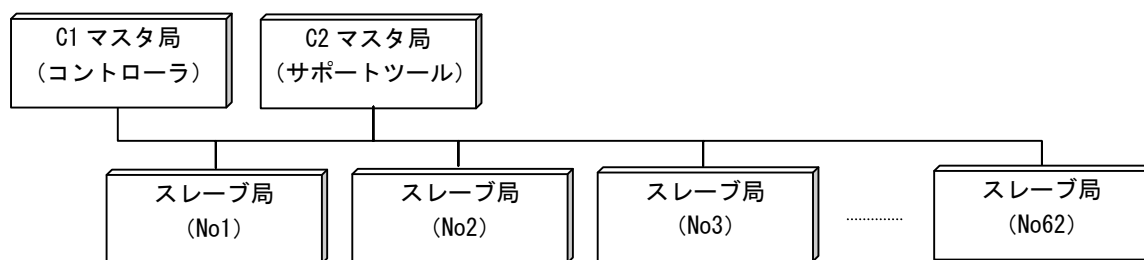 C1 マスタ局
(コントローラ)
C2 マスタ局
(サポートツール)
スレーブ局
(No1)
スレーブ局
(No2)
スレーブ局
(No3)
スレーブ局
(No62)